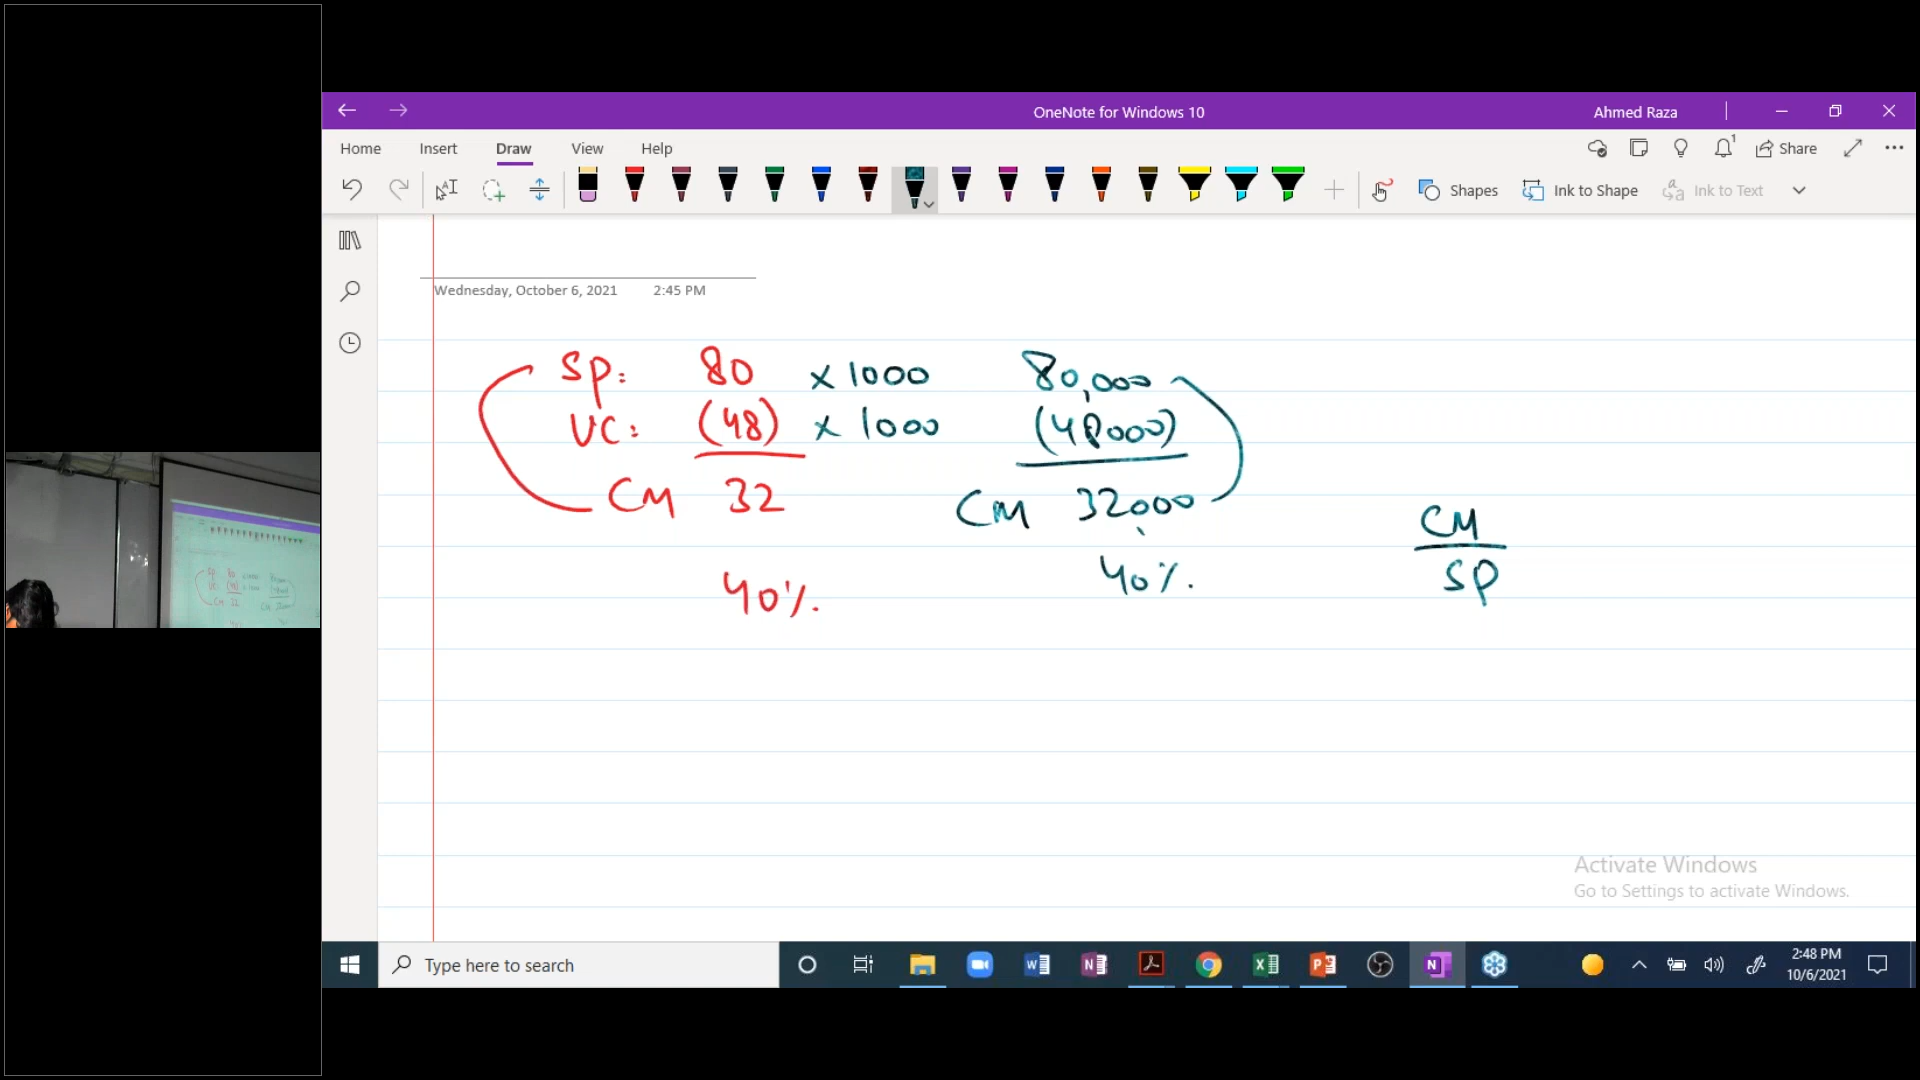 OneNote for Windows 10
Ahmed Raza
Home Insert Draw View Help
1 Share
Shapes Ink to Shape Ink to Text
Wednesday, October 6, 2021 2:45 PM
SP: 80 x 1000 80,000
VC: (48) x 1000 (48000)
CM 32 CM 32000
40% 40%.
CM
SP
Activate Windows
Go to Settings to activate Windows.
Type here to search
2:48 PM
10/6/2021